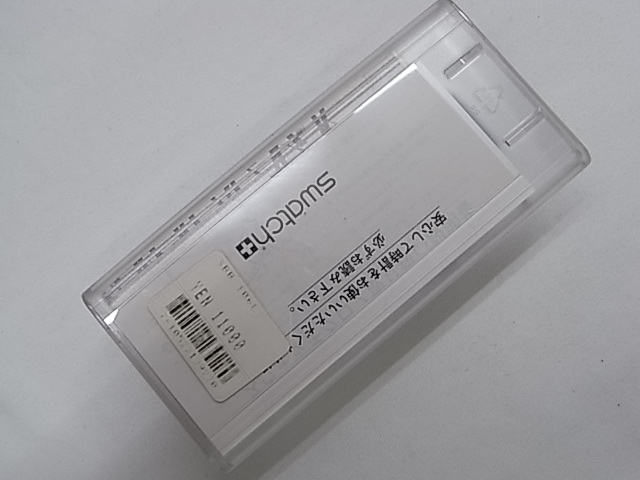 swatch
安心して時計をお使いいただく
必ずお読み下さい。
YEN 11000